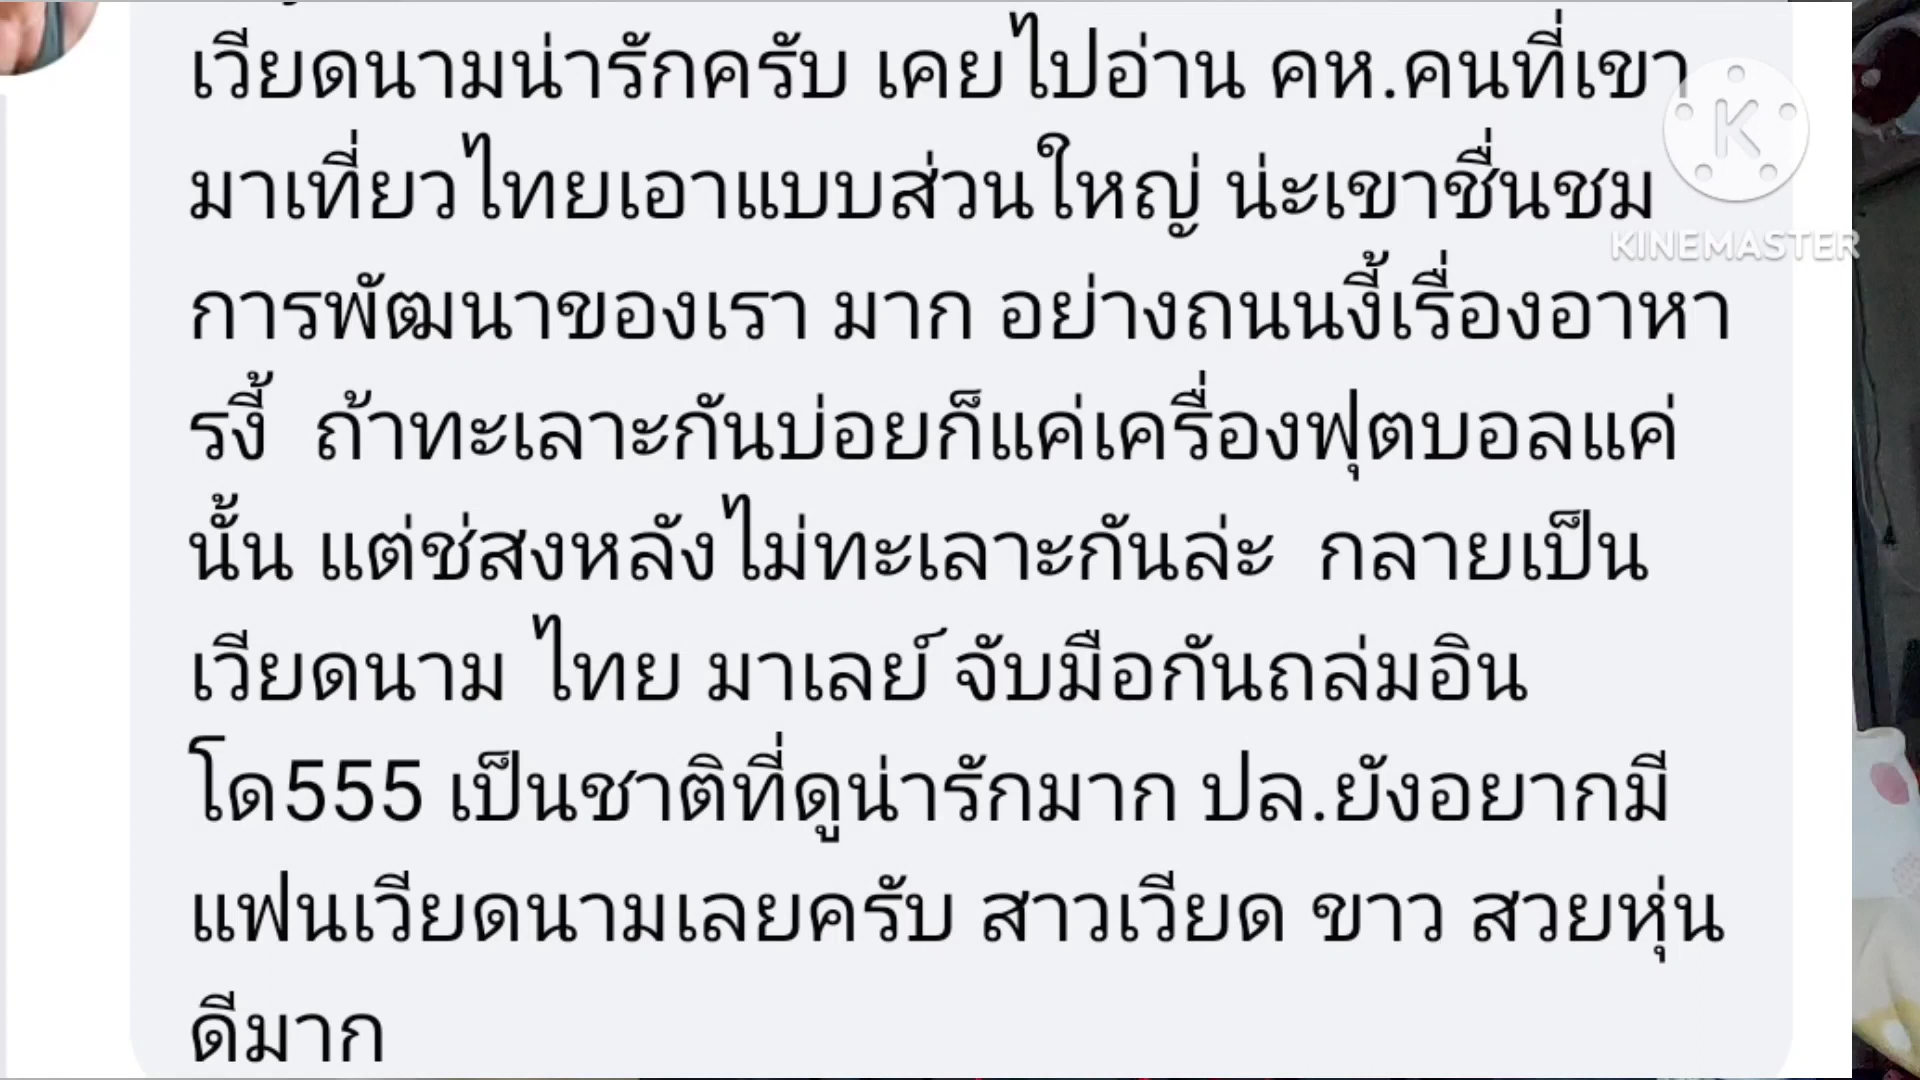 เวียดนามน่ารักครับ เคยไปอ่าน คห.คนที่เขา
มาเที่ยวไทยเอาแบบส่วนใหญ่ น่ะเขาชื่นชม
การพัฒนาของเรา มาก อย่างถนนงี้เรื่องอาหา
รงี้ ถ้าทะเลาะกันบ่อยก็แค่เครื่องฟุตบอลแค่
นั้น แต่ช่สงหลังไม่ทะเลาะกันล่ะ กลายเป็น
เวียดนาม ไทย มาเลย์ จับมือกันถล่มอิน
โด555 เป็นชาติที่ดูน่ารักมาก ปล.ยังอยากมี
แฟนเวียดนามเลยครับ สาวเวียด ขาว สวยหุ่น
ดีมาก
K
KINEMASTER